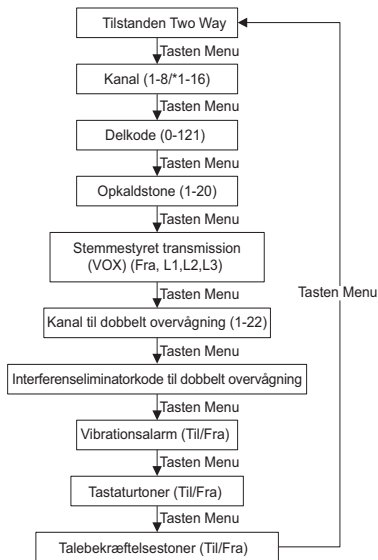 Tilstanden Two Way
Tasten Menu
Kanal (1-8/*1-16)
Tasten Menu
Delkode (0-121)
Tasten Menu
Opkaldstone (1-20)
Tasten Menu
Stemmestyret transmission
(VOX) (Fra, L1,L2,L3)
Tasten Menu
Tasten Menu
Kanal til dobbelt overvågning (1-22)
Tasten Menu
Interferenseliminatorkode til dobbelt overvågning
Tasten Menu
Vibrationsalarm (Til/Fra)
Tasten Menu
Tastaturtoner (Til/Fra)
Tasten Menu
Talebekræftelsestoner (Til/Fra)